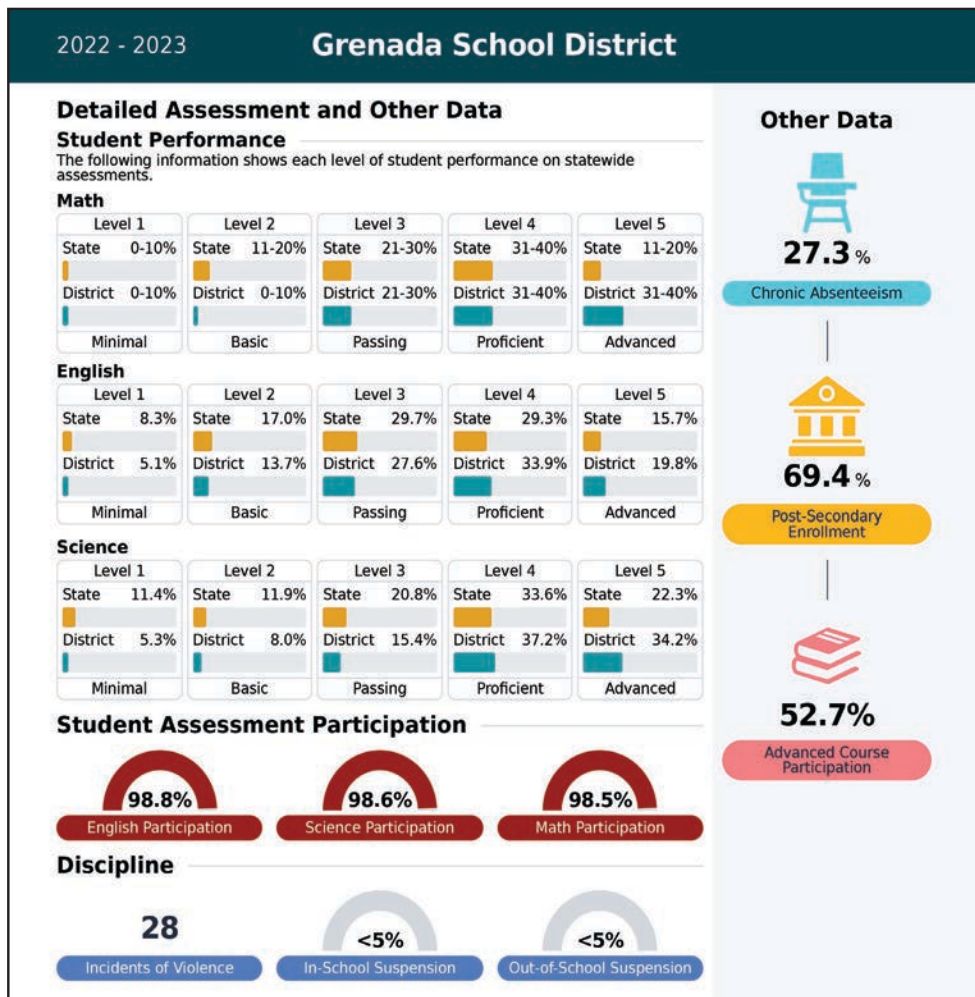 2022 - 2023 Grenada School District
Detailed Assessment and Other Data
Student Performance
The following information shows each level of student performance on statewide
assessments.
Math
Level 1 Level 2 Level 3 Level 4 Level 5
State 0-10% State 11-20% State 21-30% State 31-40% State 11-20%
District 0-10% District 0-10% District 21-30% District 31-40% District 31-40%
Minimal Basic Passing Proficient Advanced
English
Level 1 Level 2 Level 3 Level 4 Level 5
State 8.3% State 17.0% State 29.7% State 29.3% State 15.7%
District 5.1% District 13.7% District 27.6% District 33.9% District 19.8%
Minimal Basic Passing Proficient Advanced
Science
Level 1 Level 2 Level 3 Level 4 Level 5
State 11.4% State 11.9% State 20.8% State 33.6% State 22.3%
District 5.3% District 8.0% District 15.4% District 37.2% District 34.2%
Minimal Basic Passing Proficient Advanced
Student Assessment Participation
98.8% 98.6% 98.5%
English Participation Science Participation Math Participation
Discipline
28 <5% <5%
Incidents of Violence In-School Suspension Out-of-School Suspension
Other Data
27.3 %
Chronic Absenteeism
69.4 %
Post-Secondary
Enrollment
52.7%
Advanced Course
Participation